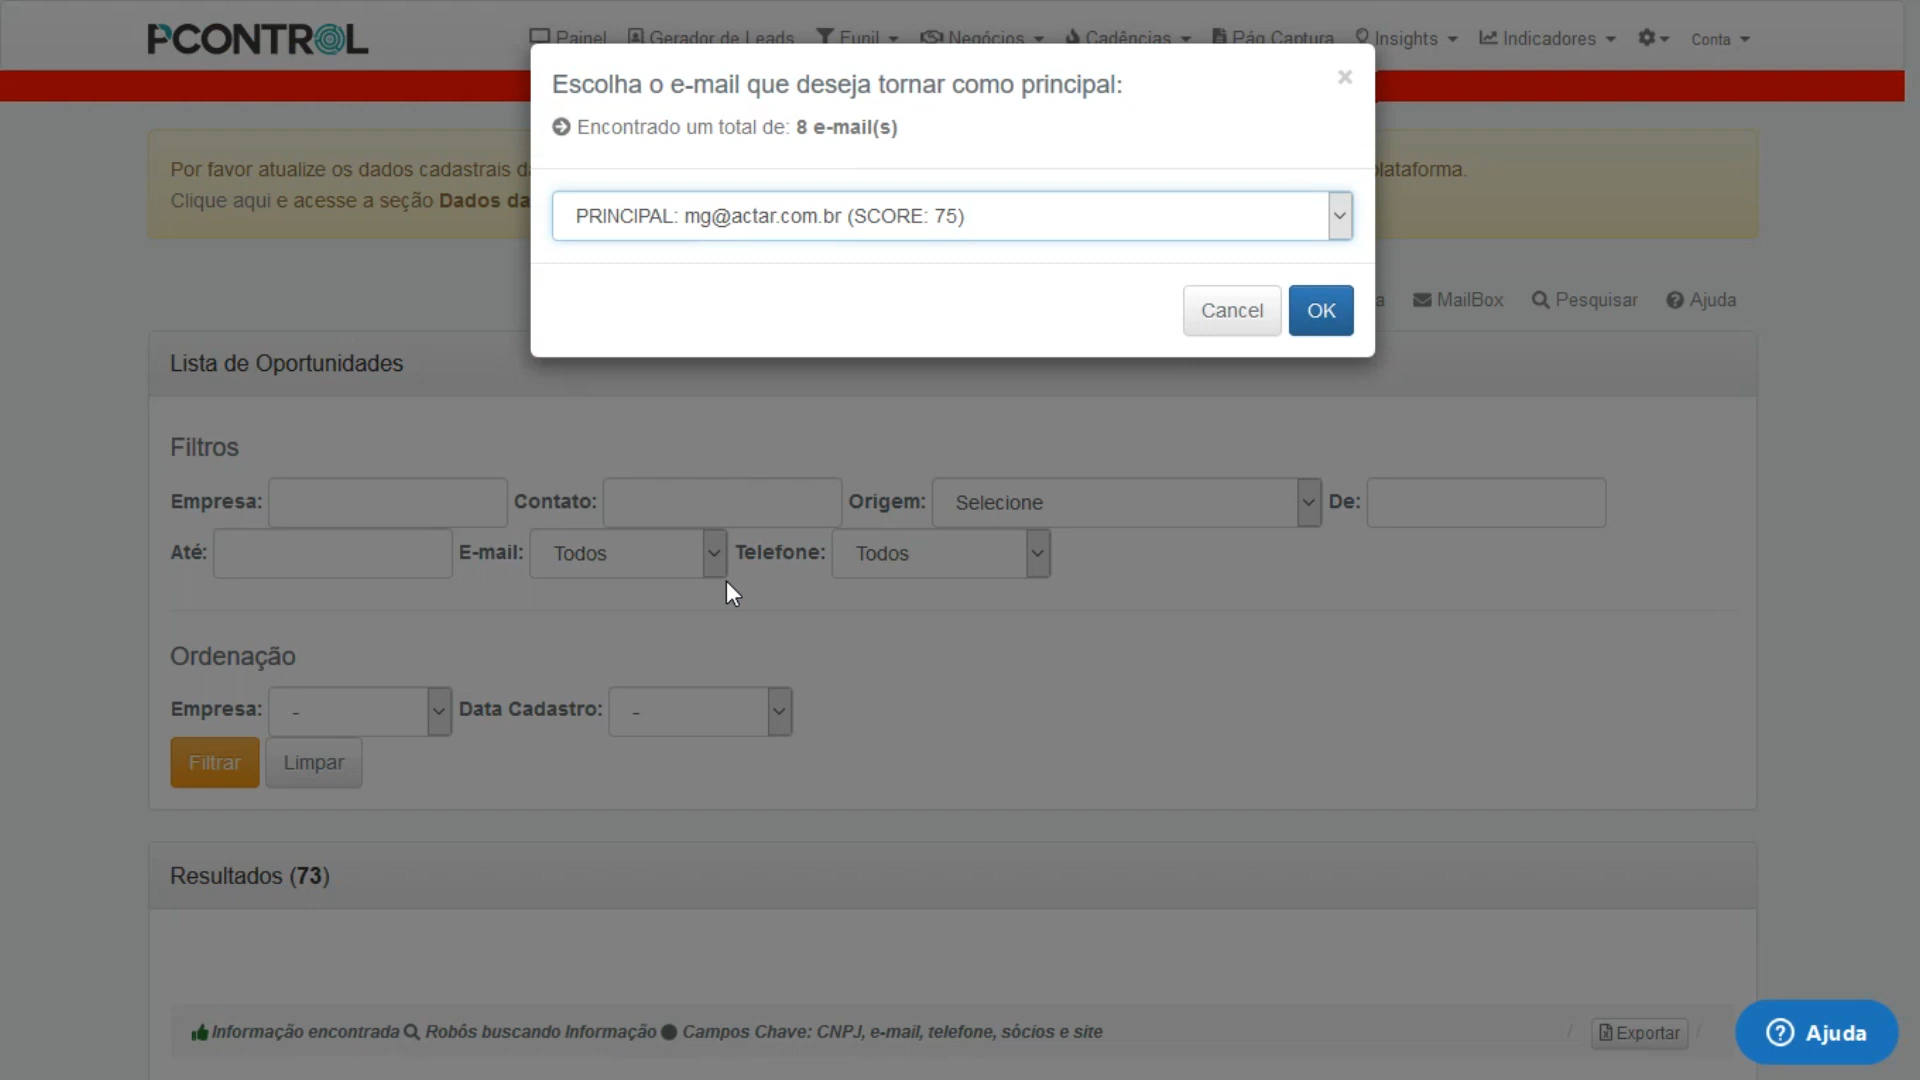 PCONTROL
Painel Gerador de Leads Funil Negócios Cadências Pág Captura Insights Indicadores Conta
Escolha o e-mail que deseja tornar como principal: ×
Encontrado um total de: 8 e-mail(s)
Por favor atualize os dados cadastrais plataforma.
Clique aqui e acesse a seção Dados da
PRINCIPAL: mg@actar.com.br (SCORE: 75)
Cancel OK
a MailBox Pesquisar Ajuda
Lista de Oportunidades
Filtros
Empresa: Contato: Origem: Selecione De:
Até: E-mail: Todos Telefone: Todos
Ordenação
Empresa: - Data Cadastro: -
Filtrar Limpar
Resultados (73)
Informação encontrada Robôs buscando Informação Campos Chave: CNPJ, e-mail, telefone, sócios e site / Exportar /
Ajuda